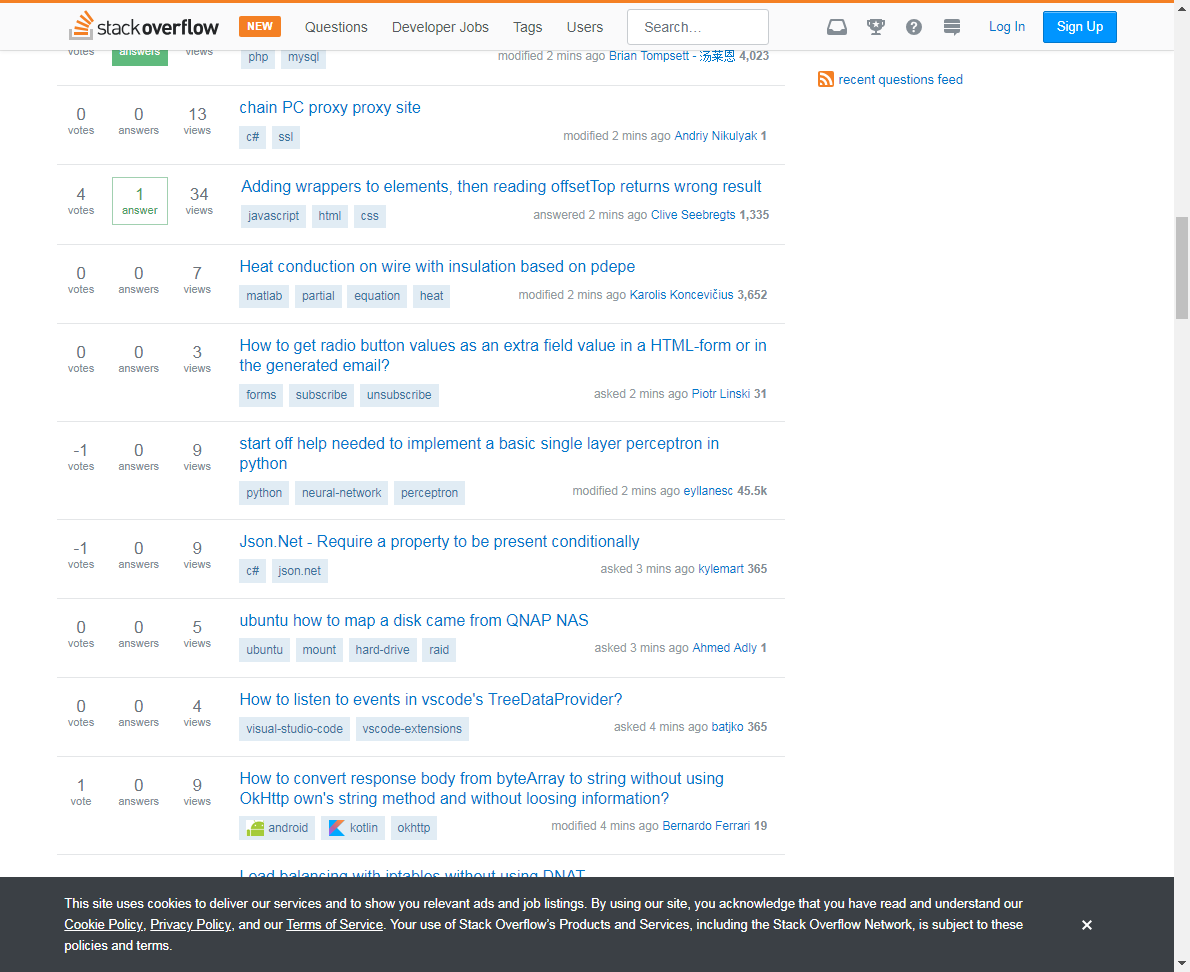 stackoverflow NEW Questions Developer Jobs Tags Users Search… Log In Sign Up
votes answers views
php mysql modified 2 mins ago Brian Tompsett - 汤莱恩 4,023
recent questions feed
0 votes 0 answers 13 views
chain PC proxy proxy site
c# ssl modified 2 mins ago Andriy Nikulyak 1
4 votes 1 answer 34 views
Adding wrappers to elements, then reading offsetTop returns wrong result
javascript html css answered 2 mins ago Clive Seebregts 1,335
0 votes 0 answers 7 views
Heat conduction on wire with insulation based on pdepe
matlab partial equation heat modified 2 mins ago Karolis Koncevičius 3,652
0 votes 0 answers 3 views
How to get radio button values as an extra field value in a HTML-form or in
the generated email?
forms subscribe unsubscribe asked 2 mins ago Piotr Linski 31
-1 votes 0 answers 9 views
start off help needed to implement a basic single layer perceptron in
python
python neural-network perceptron modified 2 mins ago eyllanesc 45.5k
-1 votes 0 answers 9 views
Json.Net - Require a property to be present conditionally
c# json.net asked 3 mins ago kylemart 365
0 votes 0 answers 5 views
ubuntu how to map a disk came from QNAP NAS
ubuntu mount hard-drive raid asked 3 mins ago Ahmed Adly 1
0 votes 0 answers 4 views
How to listen to events in vscode's TreeDataProvider?
visual-studio-code vscode-extensions asked 4 mins ago batjko 365
1 vote 0 answers 9 views
How to convert response body from byteArray to string without using
OkHttp own's string method and without loosing information?
android kotlin okhttp modified 4 mins ago Bernardo Ferrari 19
Load balancing with iptables without using DNAT
This site uses cookies to deliver our services and to show you relevant ads and job listings. By using our site, you acknowledge that you have read and understand our
Cookie Policy, Privacy Policy, and our Terms of Service. Your use of Stack Overflow's Products and Services, including the Stack Overflow Network, is subject to these
policies and terms.